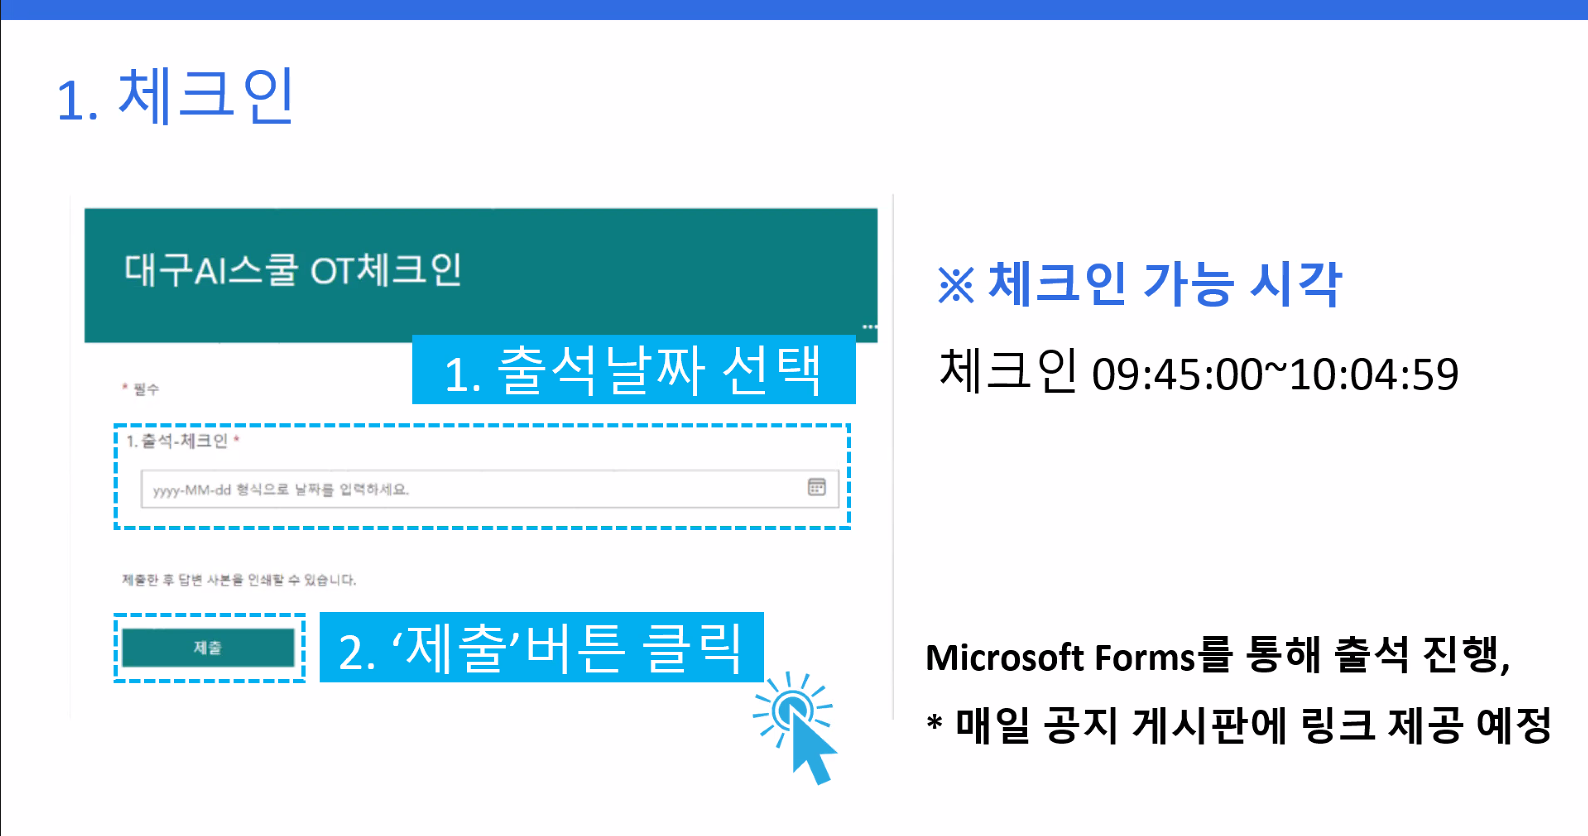 1. 체크인
대구AI스쿨 OT체크인
...
1. 출석날짜 선택
* 필수
1. 출석-체크인 *
yyyy-MM-dd 형식으로 날짜를 입력하세요.
제출한 후 답변 사본을 인쇄할 수 있습니다.
제출
2. ‘제출’버튼 클릭
※ 체크인 가능 시각
체크인 09:45:00~10:04:59
Microsoft Forms를 통해 출석 진행,
* 매일 공지 게시판에 링크 제공 예정